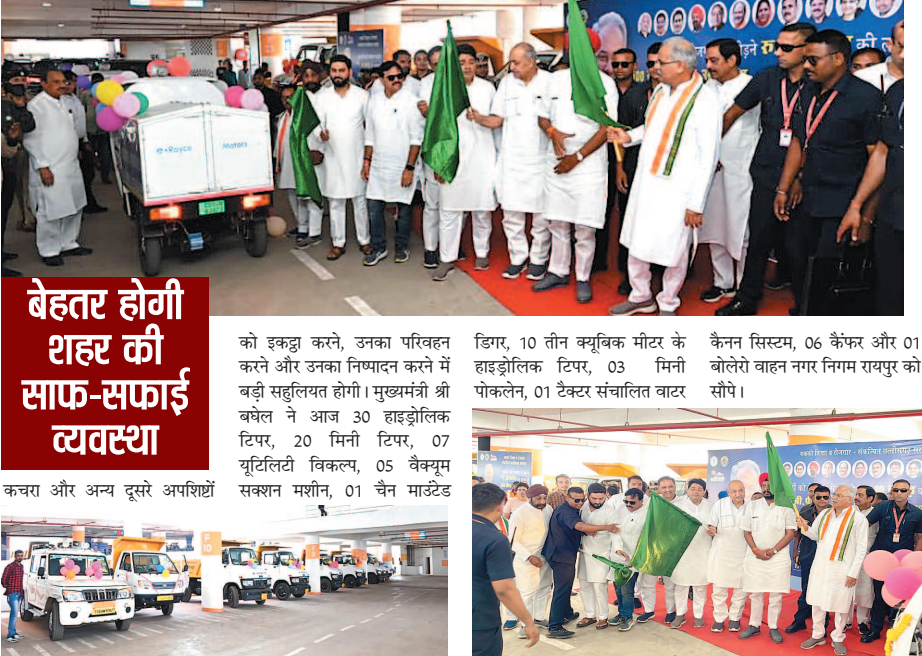 e•Royce Motors
बेहतर होगी
शहर की
साफ-सफाई
व्यवस्था
कचरा और अन्य दूसरे अपशिष्टों
को इकट्ठा करने, उनका परिवहन
करने और उनका निष्पादन करने में
बड़ी सहुलियत होगी। मुख्यमंत्री श्री
बघेल ने आज 30 हाइड्रोलिक
टिपर, 20 मिनी टिपर, 07
यूटिलिटी विकल्प, 05 वैक्यूम
सक्शन मशीन, 01 चैन माउंटेड
डिगर, 10 तीन क्यूबिक मीटर के
हाइड्रोलिक टिपर, 03 मिनी
पोकलेन, 01 टैक्टर संचालित वाटर
कैनन सिस्टम, 06 कैंफर और 01
बोलेरो वाहन नगर निगम रायपुर को
सौपे।